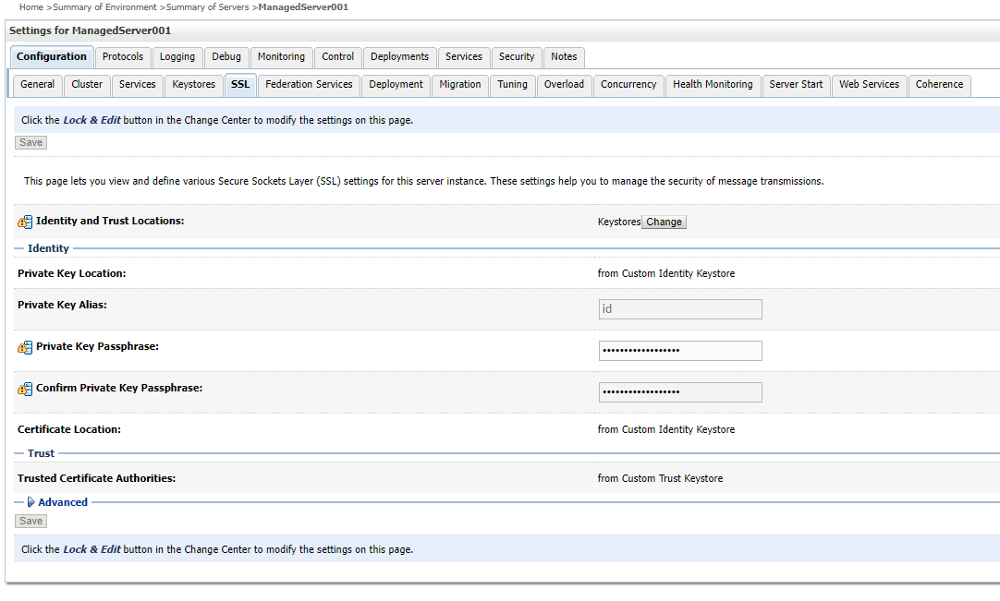 Home >Summary of Environment >Summary of Servers >ManagedServer001
Settings for ManagedServer001
Configuration Protocols Logging Debug Monitoring Control Deployments Services Security Notes
General Cluster Services Keystores SSL Federation Services Deployment Migration Tuning Overload Concurrency Health Monitoring Server Start Web Services Coherence
Click the Lock & Edit button in the Change Center to modify the settings on this page.
Save
This page lets you view and define various Secure Sockets Layer (SSL) settings for this server instance. These settings help you to manage the security of message transmissions.
Identity and Trust Locations: Keystores Change
Identity
Private Key Location: from Custom Identity Keystore
Private Key Alias: id
Private Key Passphrase: ••••••••••••••••••
Confirm Private Key Passphrase: ••••••••••••••••••
Certificate Location: from Custom Identity Keystore
Trust
Trusted Certificate Authorities: from Custom Trust Keystore
Advanced
Save
Click the Lock & Edit button in the Change Center to modify the settings on this page.